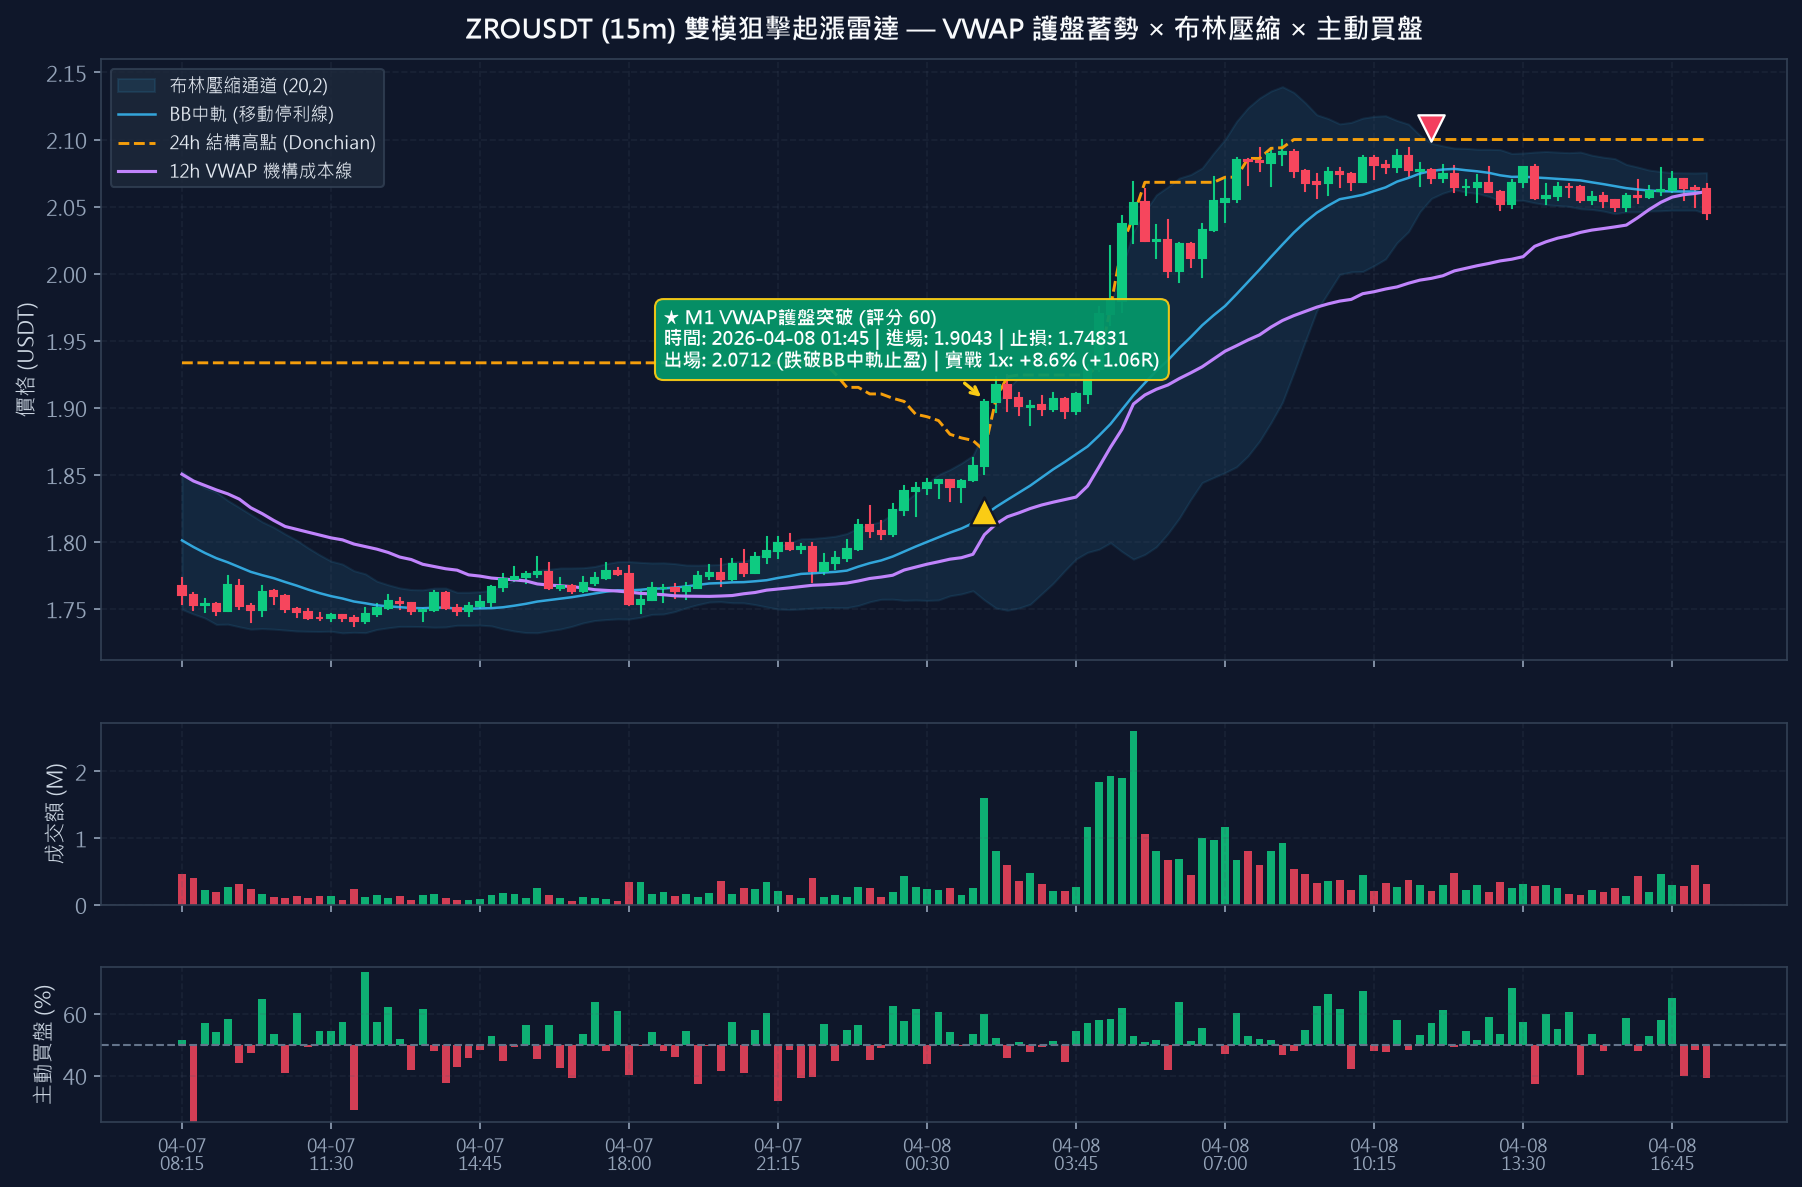 ZROUSDT (15m) 雙模狙擊起漲雷達 — VWAP 護盤蓄勢 × 布林壓縮 × 主動買盤
布林壓縮通道 (20,2)
BB中軌 (移動停利線)
24h 結構高點 (Donchian)
12h VWAP 機構成本線
價格 (USDT)
2.15
2.10
2.05
2.00
1.95
1.90
1.85
1.80
1.75
★ M1 VWAP護盤突破 (評分 60)
時間: 2026-04-08 01:45 | 進場: 1.9043 | 止損: 1.74831
出場: 2.0712 (跌破BB中軌止盈) | 實戰 1x: +8.6% (+1.06R)
成交額 (M)
2
1
0
主動買盤 (%)
60
40
04-07 08:15
04-07 11:30
04-07 14:45
04-07 18:00
04-07 21:15
04-08 00:30
04-08 03:45
04-08 07:00
04-08 10:15
04-08 13:30
04-08 16:45